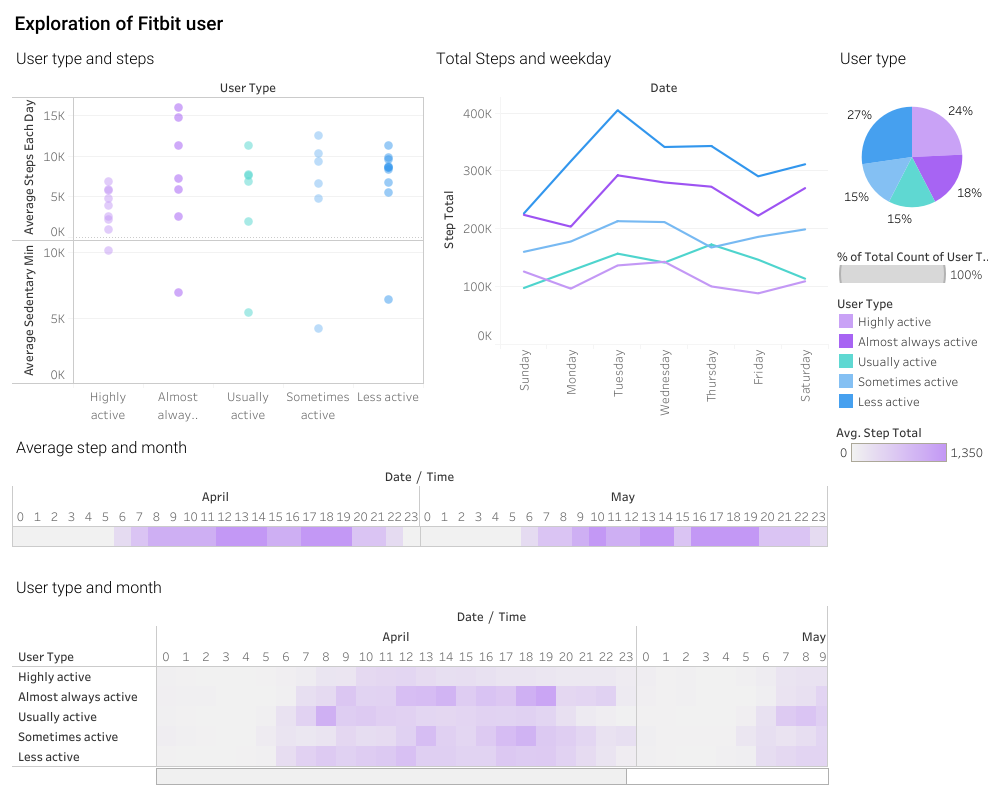 Exploration of Fitbit user
User type and steps
User Type
Average Steps Each Day
15K
10K
5K
0K
Average Sedentary Min
10K
5K
0K
Highly active
Almost alway..
Usually active
Sometimes active
Less active
Total Steps and weekday
Date
Step Total
400K
300K
200K
100K
0K
Sunday
Monday
Tuesday
Wednesday
Thursday
Friday
Saturday
User type
27%
24%
15%
18%
15%
% of Total Count of User T..
100%
User Type
Highly active
Almost always active
Usually active
Sometimes active
Less active
Avg. Step Total
0 1,350
Average step and month
Date / Time
April May
0 1 2 3 4 5 6 7 8 9 10 11 12 13 14 15 16 17 18 19 20 21 22 23 0 1 2 3 4 5 6 7 8 9 10 11 12 13 14 15 16 17 18 19 20 21 22 23
User type and month
Date / Time
April May
User Type 0 1 2 3 4 5 6 7 8 9 10 11 12 13 14 15 16 17 18 19 20 21 22 23 0 1 2 3 4 5 6 7 8 9
Highly active
Almost always active
Usually active
Sometimes active
Less active